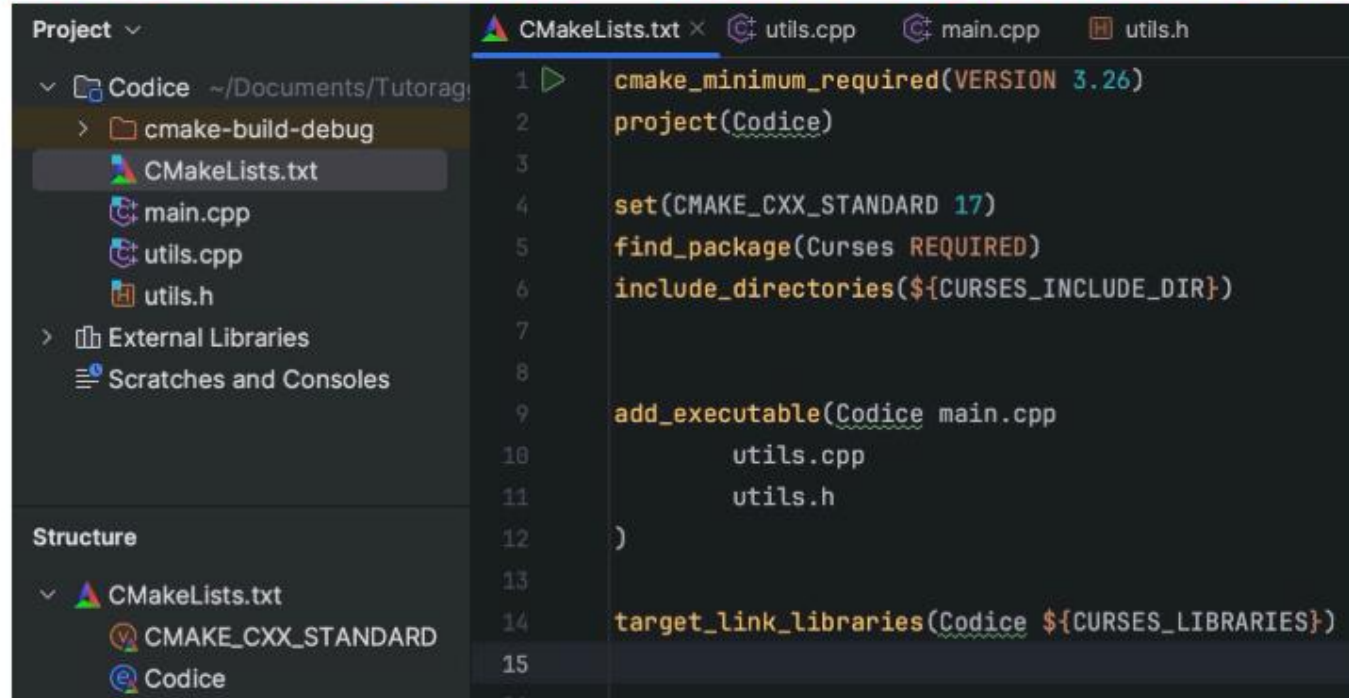 Project
Codice ~/Documents/Tutorag
cmake-build-debug
CMakeLists.txt
main.cpp
utils.cpp
utils.h
External Libraries
Scratches and Consoles
Structure
CMakeLists.txt
CMAKE_CXX_STANDARD
Codice
CMakeLists.txt utils.cpp main.cpp utils.h
1 cmake_minimum_required(VERSION 3.26)
2 project(Codice)
3
4 set(CMAKE_CXX_STANDARD 17)
5 find_package(Curses REQUIRED)
6 include_directories(${CURSES_INCLUDE_DIR})
7
8
9 add_executable(Codice main.cpp
10 utils.cpp
11 utils.h
12 )
13
14 target_link_libraries(Codice ${CURSES_LIBRARIES})
15